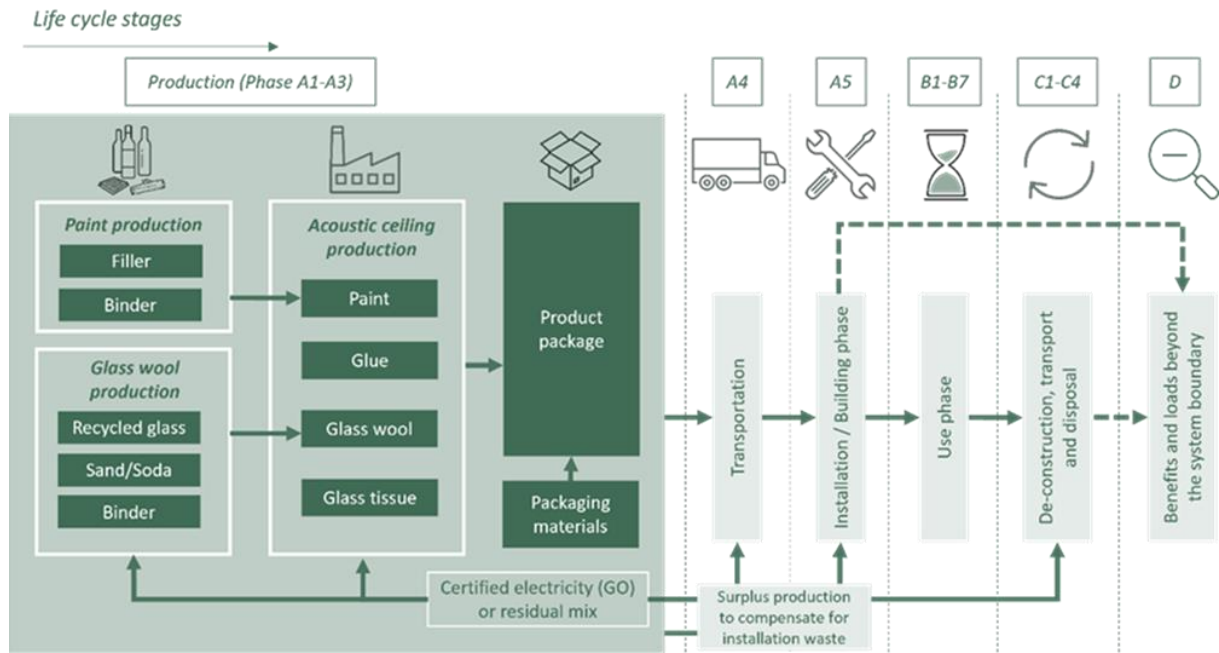 Life cycle stages
Production (Phase A1-A3)
A4
A5
B1-B7
C1-C4
D
Paint production
Filler
Binder
Glass wool
production
Recycled glass
Sand/Soda
Binder
Acoustic ceiling
production
Paint
Glue
Glass wool
Glass tissue
Product
package
Packaging
materials
Certified electricity (GO)
or residual mix
Transportation
Installation / Building phase
Use phase
De-construction, transport
and disposal
Benefits and loads beyond
the system boundary
Surplus production
to compensate for
installation waste